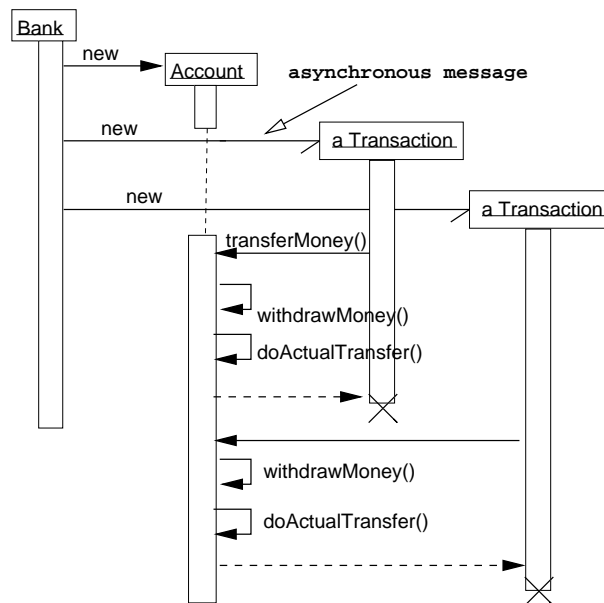 Bank
new
Account
asynchronous message
new
a Transaction
new
a Transaction
transferMoney()
withdrawMoney()
doActualTransfer()
withdrawMoney()
doActualTransfer()